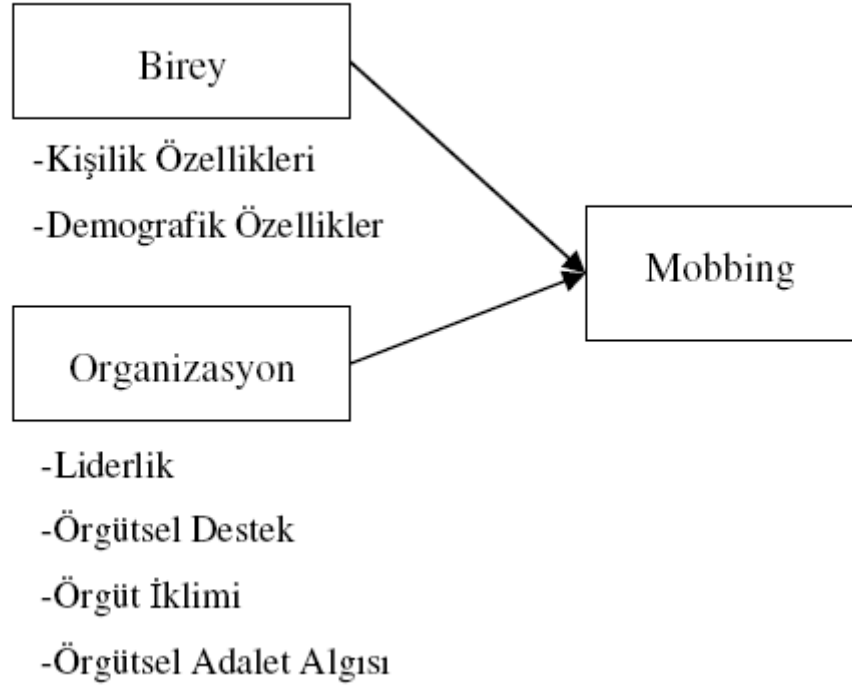 Birey
-Kişilik Özellikleri
-Demografik Özellikler
Mobbing
Organizasyon
-Liderlik
-Örgütsel Destek
-Örgüt İklimi
-Örgütsel Adalet Algısı